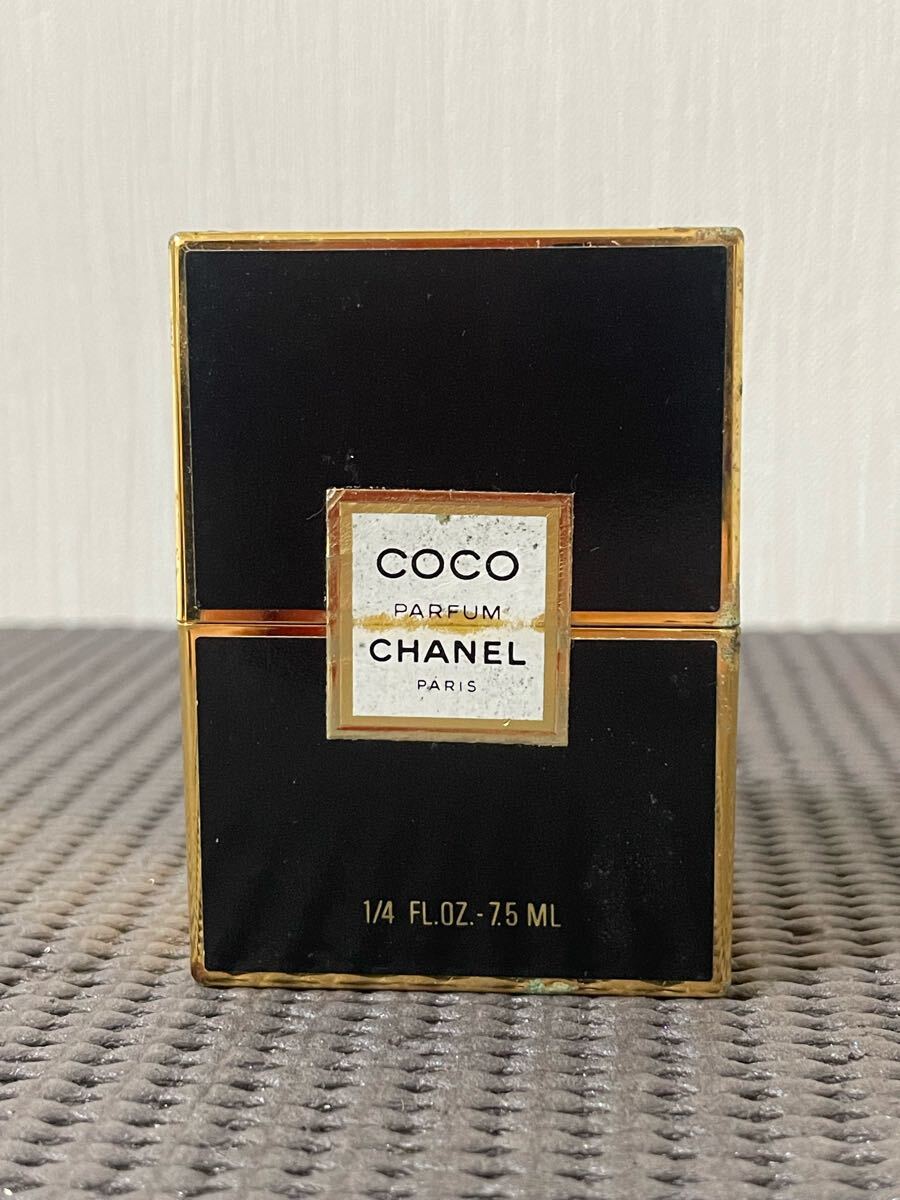 COCO
PARFUM
CHANEL
PARIS
1/4 FL.OZ.-7.5 ML